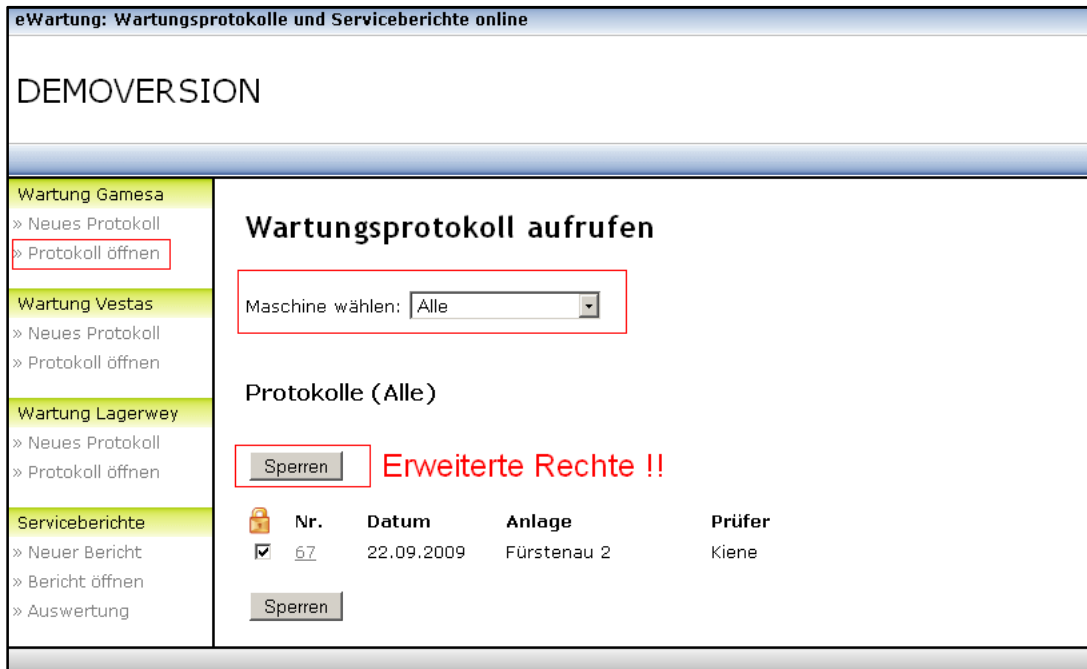 eWartung: Wartungsprotokolle und Serviceberichte online
DEMOVERSION
Wartung Gamesa
» Neues Protokoll
» Protokoll öffnen
Wartung Vestas
» Neues Protokoll
» Protokoll öffnen
Wartung Lagerwey
» Neues Protokoll
» Protokoll öffnen
Serviceberichte
» Neuer Bericht
» Bericht öffnen
» Auswertung
Wartungsprotokoll aufrufen
Maschine wählen: Alle
Protokolle (Alle)
Sperren Erweiterte Rechte !!
Nr. Datum Anlage Prüfer
67 22.09.2009 Fürstenau 2 Kiene
Sperren